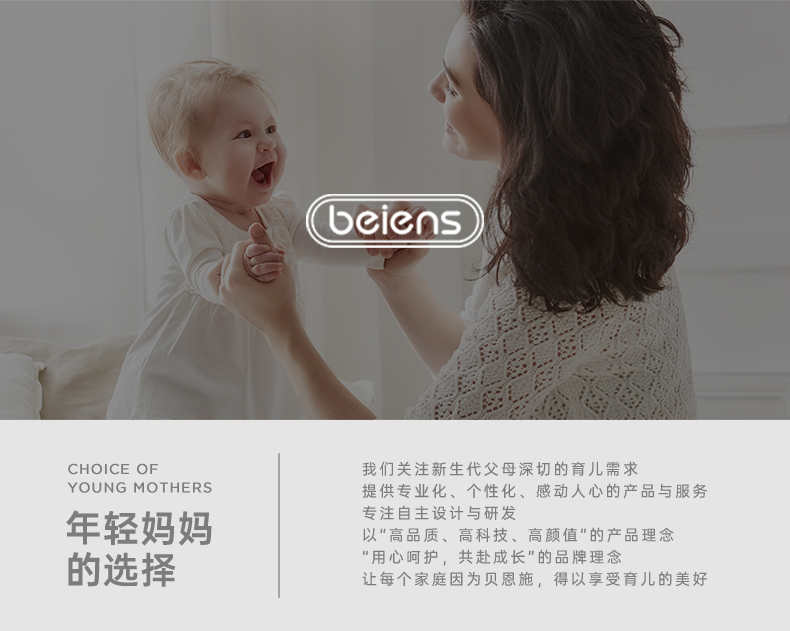 beiens
CHOICE OF
YOUNG MOTHERS
年轻妈妈
的选择
我们关注新生代父母深切的育儿需求
提供专业化、个性化、感动人心的产品与服务
专注自主设计与研发
以“高品质、高科技、高颜值”的产品理念
“用心呵护，共赴成长”的品牌理念
让每个家庭因为贝恩施，得以享受育儿的美好